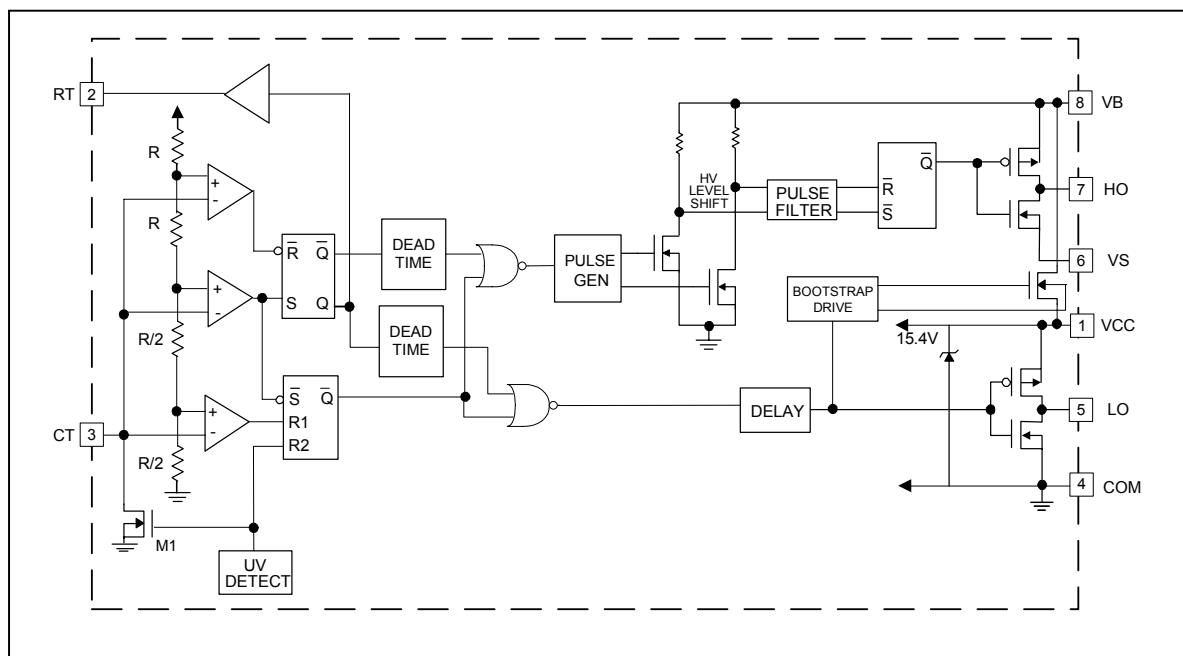 RT 2
8 VB
R
+
-
HV
LEVEL
SHIFT
PULSE
FILTER
R̅
S̅
Q̅
7 HO
R
DEAD
TIME
R̅ Q̅
S Q
PULSE
GEN
6 VS
BOOTSTRAP
DRIVE
+
-
1 VCC
15.4V
R/2
DEAD
TIME
S̅ Q̅
R1
R2
+
-
DELAY
5 LO
CT 3
R/2
4 COM
M1
UV
DETECT